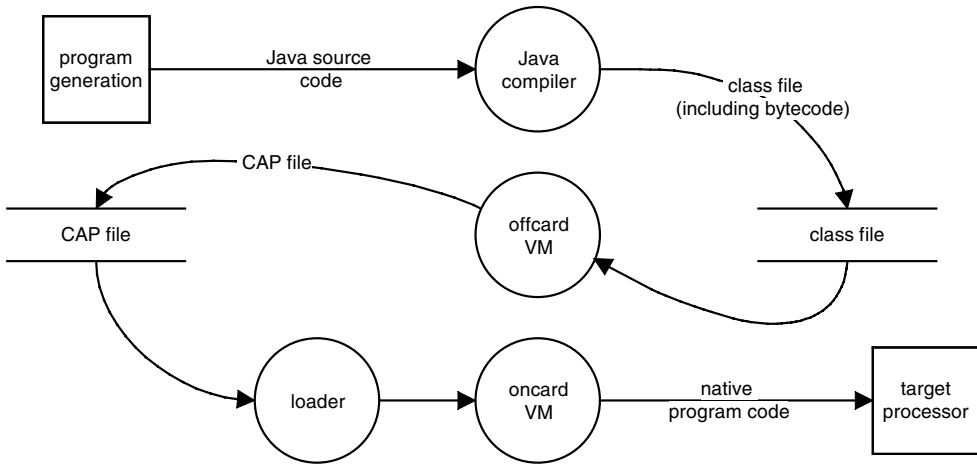 program
generation
Java source
code
Java
compiler
class file
(including bytecode)
CAP file
CAP file
offcard
VM
class file
loader
oncard
VM
native
program code
target
processor